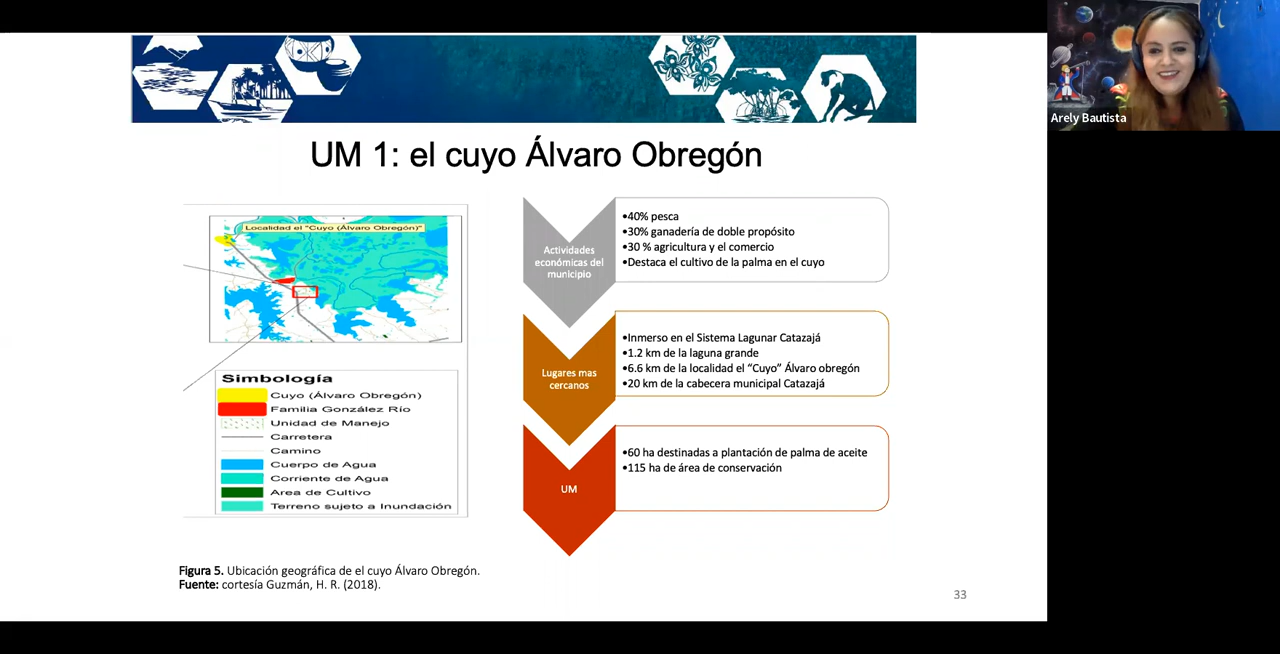 Arely Bautista
UM 1: el cuyo Álvaro Obregón
Localidad el "Cuyo (Álvaro Obregón)"
Simbología
Cuyo (Álvaro Obregón)
Familia González Río
Unidad de Manejo
Carretera
Camino
Cuerpo de Agua
Corriente de Agua
Area de Cultivo
Terreno sujeto a Inundación
Figura 5. Ubicación geográfica de el cuyo Álvaro Obregón.
Fuente: cortesía Guzmán, H. R. (2018).
Actividades
económicas del
municipio
•40% pesca
•30% ganadería de doble propósito
•30 % agricultura y el comercio
•Destaca el cultivo de la palma en el cuyo
Lugares mas
cercanos
•Inmerso en el Sistema Lagunar Catazajá
•1.2 km de la laguna grande
•6.6 km de la localidad el “Cuyo” Álvaro obregón
•20 km de la cabecera municipal Catazajá
UM
•60 ha destinadas a plantación de palma de aceite
•115 ha de área de conservación
33